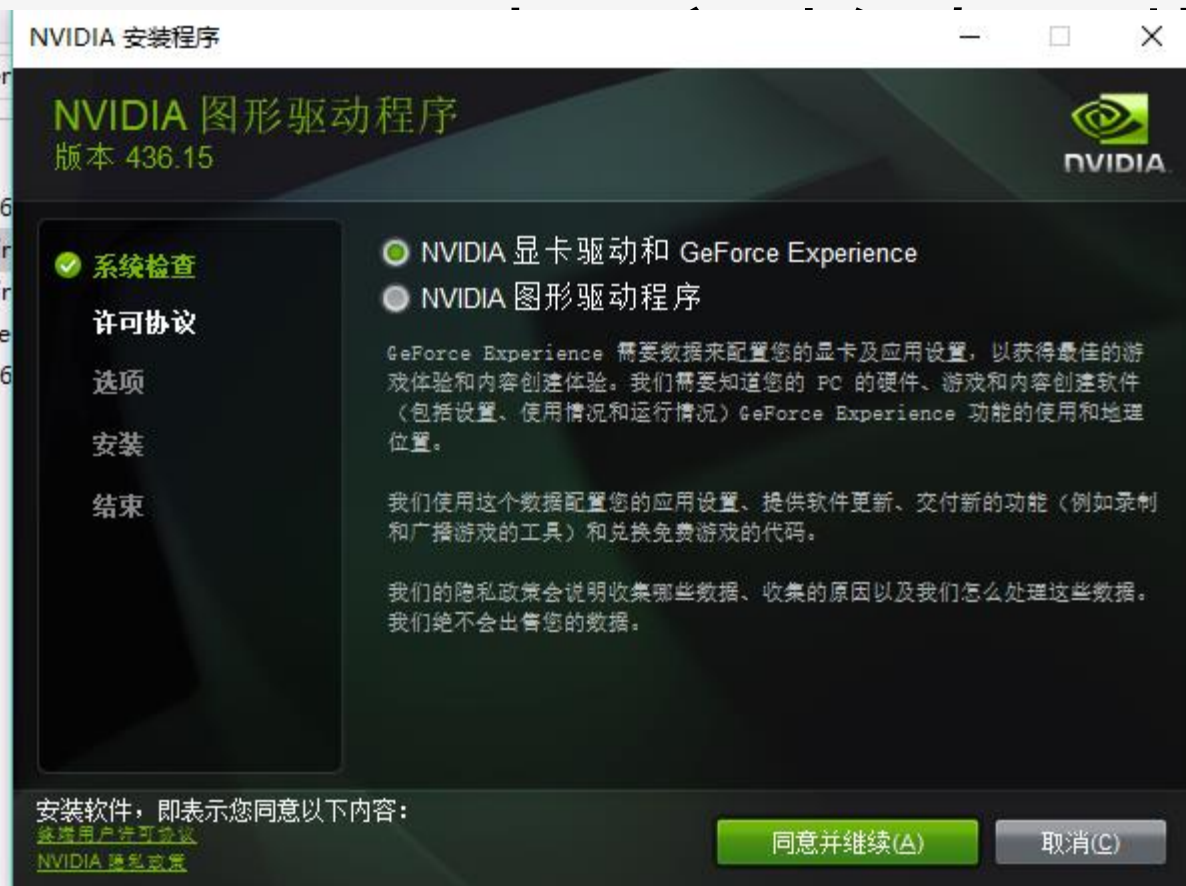 NVIDIA 安装程序
NVIDIA 图形驱动程序
版本 436.15
NVIDIA
系统检查
许可协议
选项
安装
结束
NVIDIA 显卡驱动和 GeForce Experience
NVIDIA 图形驱动程序
GeForce Experience 需要数据来配置您的显卡及应用设置，以获得最佳的游
戏体验和内容创建体验。我们需要知道您的 PC 的硬件、游戏和内容创建软件
（包括设置、使用情况和运行情况）GeForce Experience 功能的使用和地理
位置。
我们使用这个数据配置您的应用设置、提供软件更新、交付新的功能（例如录制
和广播游戏的工具）和兑换免费游戏的代码。
我们的隐私政策会说明收集哪些数据、收集的原因以及我们怎么处理这些数据。
我们绝不会出售您的数据。
安装软件，即表示您同意以下内容：
终端用户许可协议
NVIDIA 隐私政策
同意并继续(A)
取消(C)